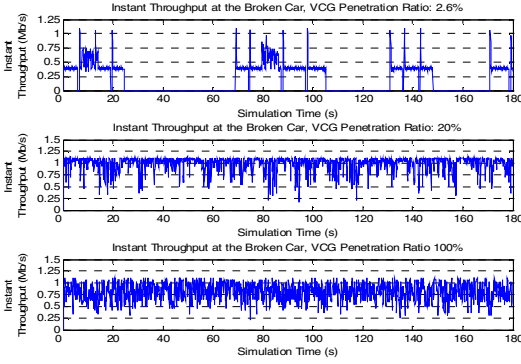 Instant Throughput at the Broken Car, VCG Penetration Ratio: 2.6%
Instant
Throughput (Mb/s)
1.25
1
0.75
0.5
0.25
0
0 20 40 60 80 100 120 140 160 180
Simulation Time (s)
Instant Throughput at the Broken Car, VCG Penetration Ratio: 20%
Instant
Throughput (Mb/s)
1.5
1.25
1
0.75
0.5
0.25
0
0 20 40 60 80 100 120 140 160 180
Simulation Time (s)
Instant Throughput at the Broken Car, VCG Penetration Ratio 100%
Instant
Throughput (Mb/s)
1.5
1.25
1
0.75
0.5
0.25
0
0 20 40 60 80 100 120 140 160 180
Simulation Time (s)